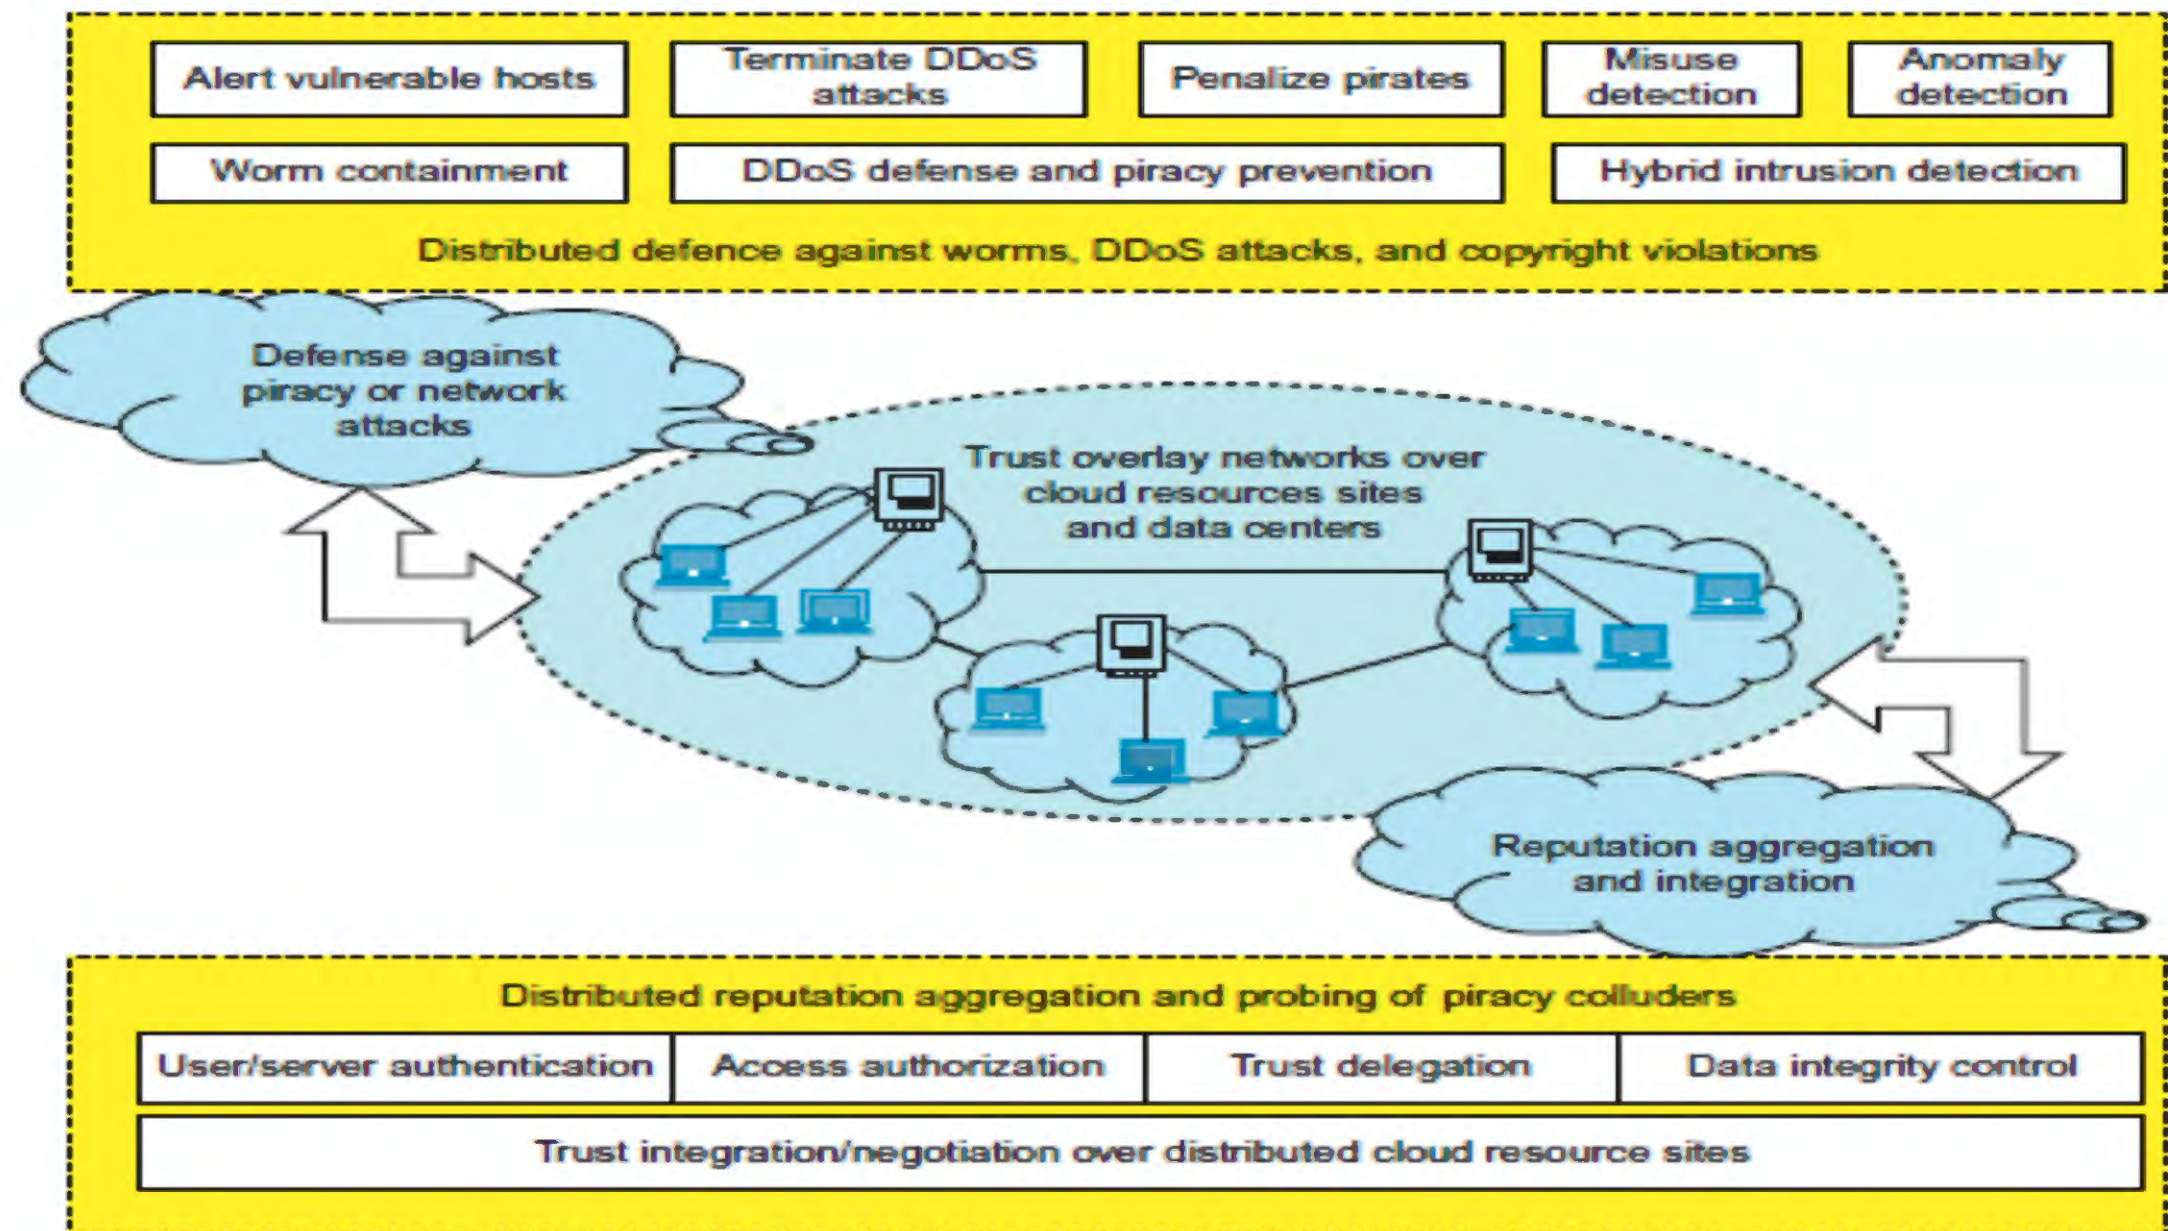 Alert vulnerable hosts
Terminate DDoS
attacks
Penalize pirates
Misuse
detection
Anomaly
detection
Worm containment
DDoS defense and piracy prevention
Hybrid intrusion detection
Distributed defence against worms, DDoS attacks, and copyright violations
Defense against
piracy or network
attacks
Trust overlay networks over
cloud resources sites
and data centers
Reputation aggregation
and integration
Distributed reputation aggregation and probing of piracy colluders
User/server authentication
Access authorization
Trust delegation
Data integrity control
Trust integration/negotiation over distributed cloud resource sites